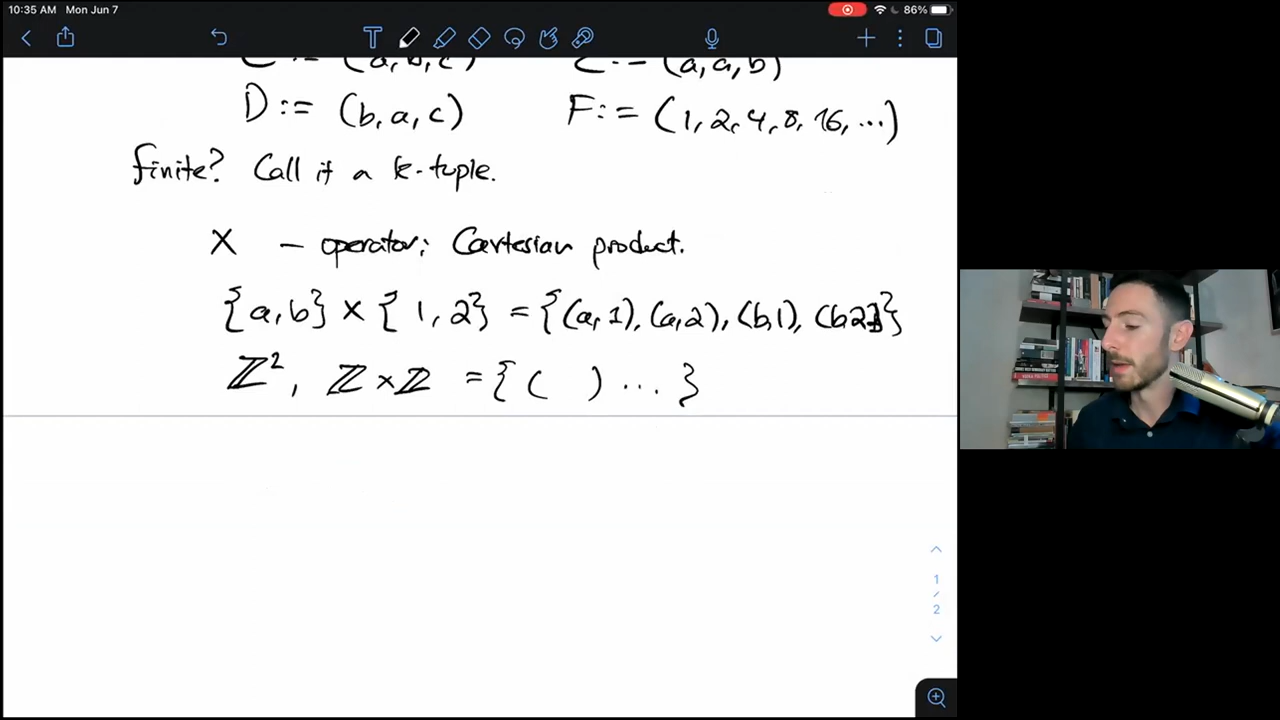 10:35 AM Mon Jun 7
86%
(a, b, c)
:= (a, a, b)
D := (b, a, c)
F := (1, 2, 4, 8, 16, ...)
finite? Call it a k-tuple.
X – operator; Cartesian product.
{a, b} × { 1, 2} = {(a, 1), (a, 2), (b, 1), (b, 2)}
ℤ², ℤ × ℤ = { ( ) ... }
1
/
2